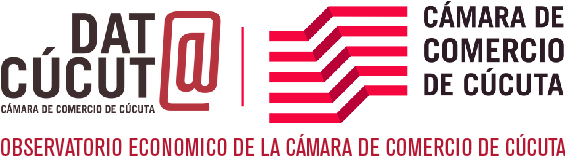 DAT
CÚCUT@
CÁMARA DE COMERCIO DE CÚCUTA
CÁMARA DE
COMERCIO
DE CÚCUTA
OBSERVATORIO ECONOMICO DE LA CÁMARA DE COMERCIO DE CÚCUTA